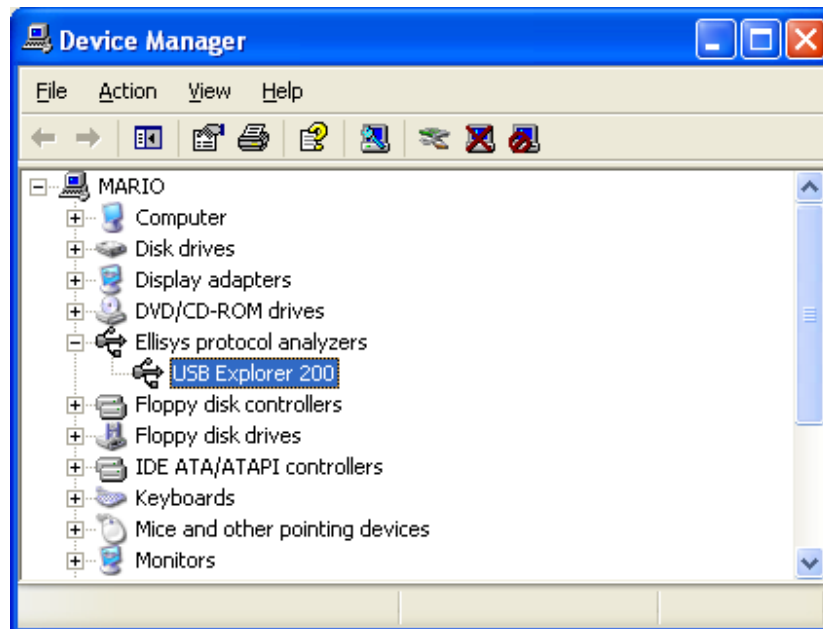 Device Manager
File Action View Help
MARIO
Computer
Disk drives
Display adapters
DVD/CD-ROM drives
Ellisys protocol analyzers
USB Explorer 200
Floppy disk controllers
Floppy disk drives
IDE ATA/ATAPI controllers
Keyboards
Mice and other pointing devices
Monitors